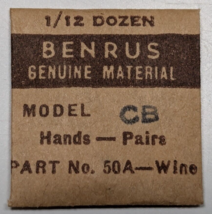 1/12 DOZEN
BENRUS
GENUINE MATERIAL
MODEL CB
Hands — Pairs
PART No. 50A—Wine